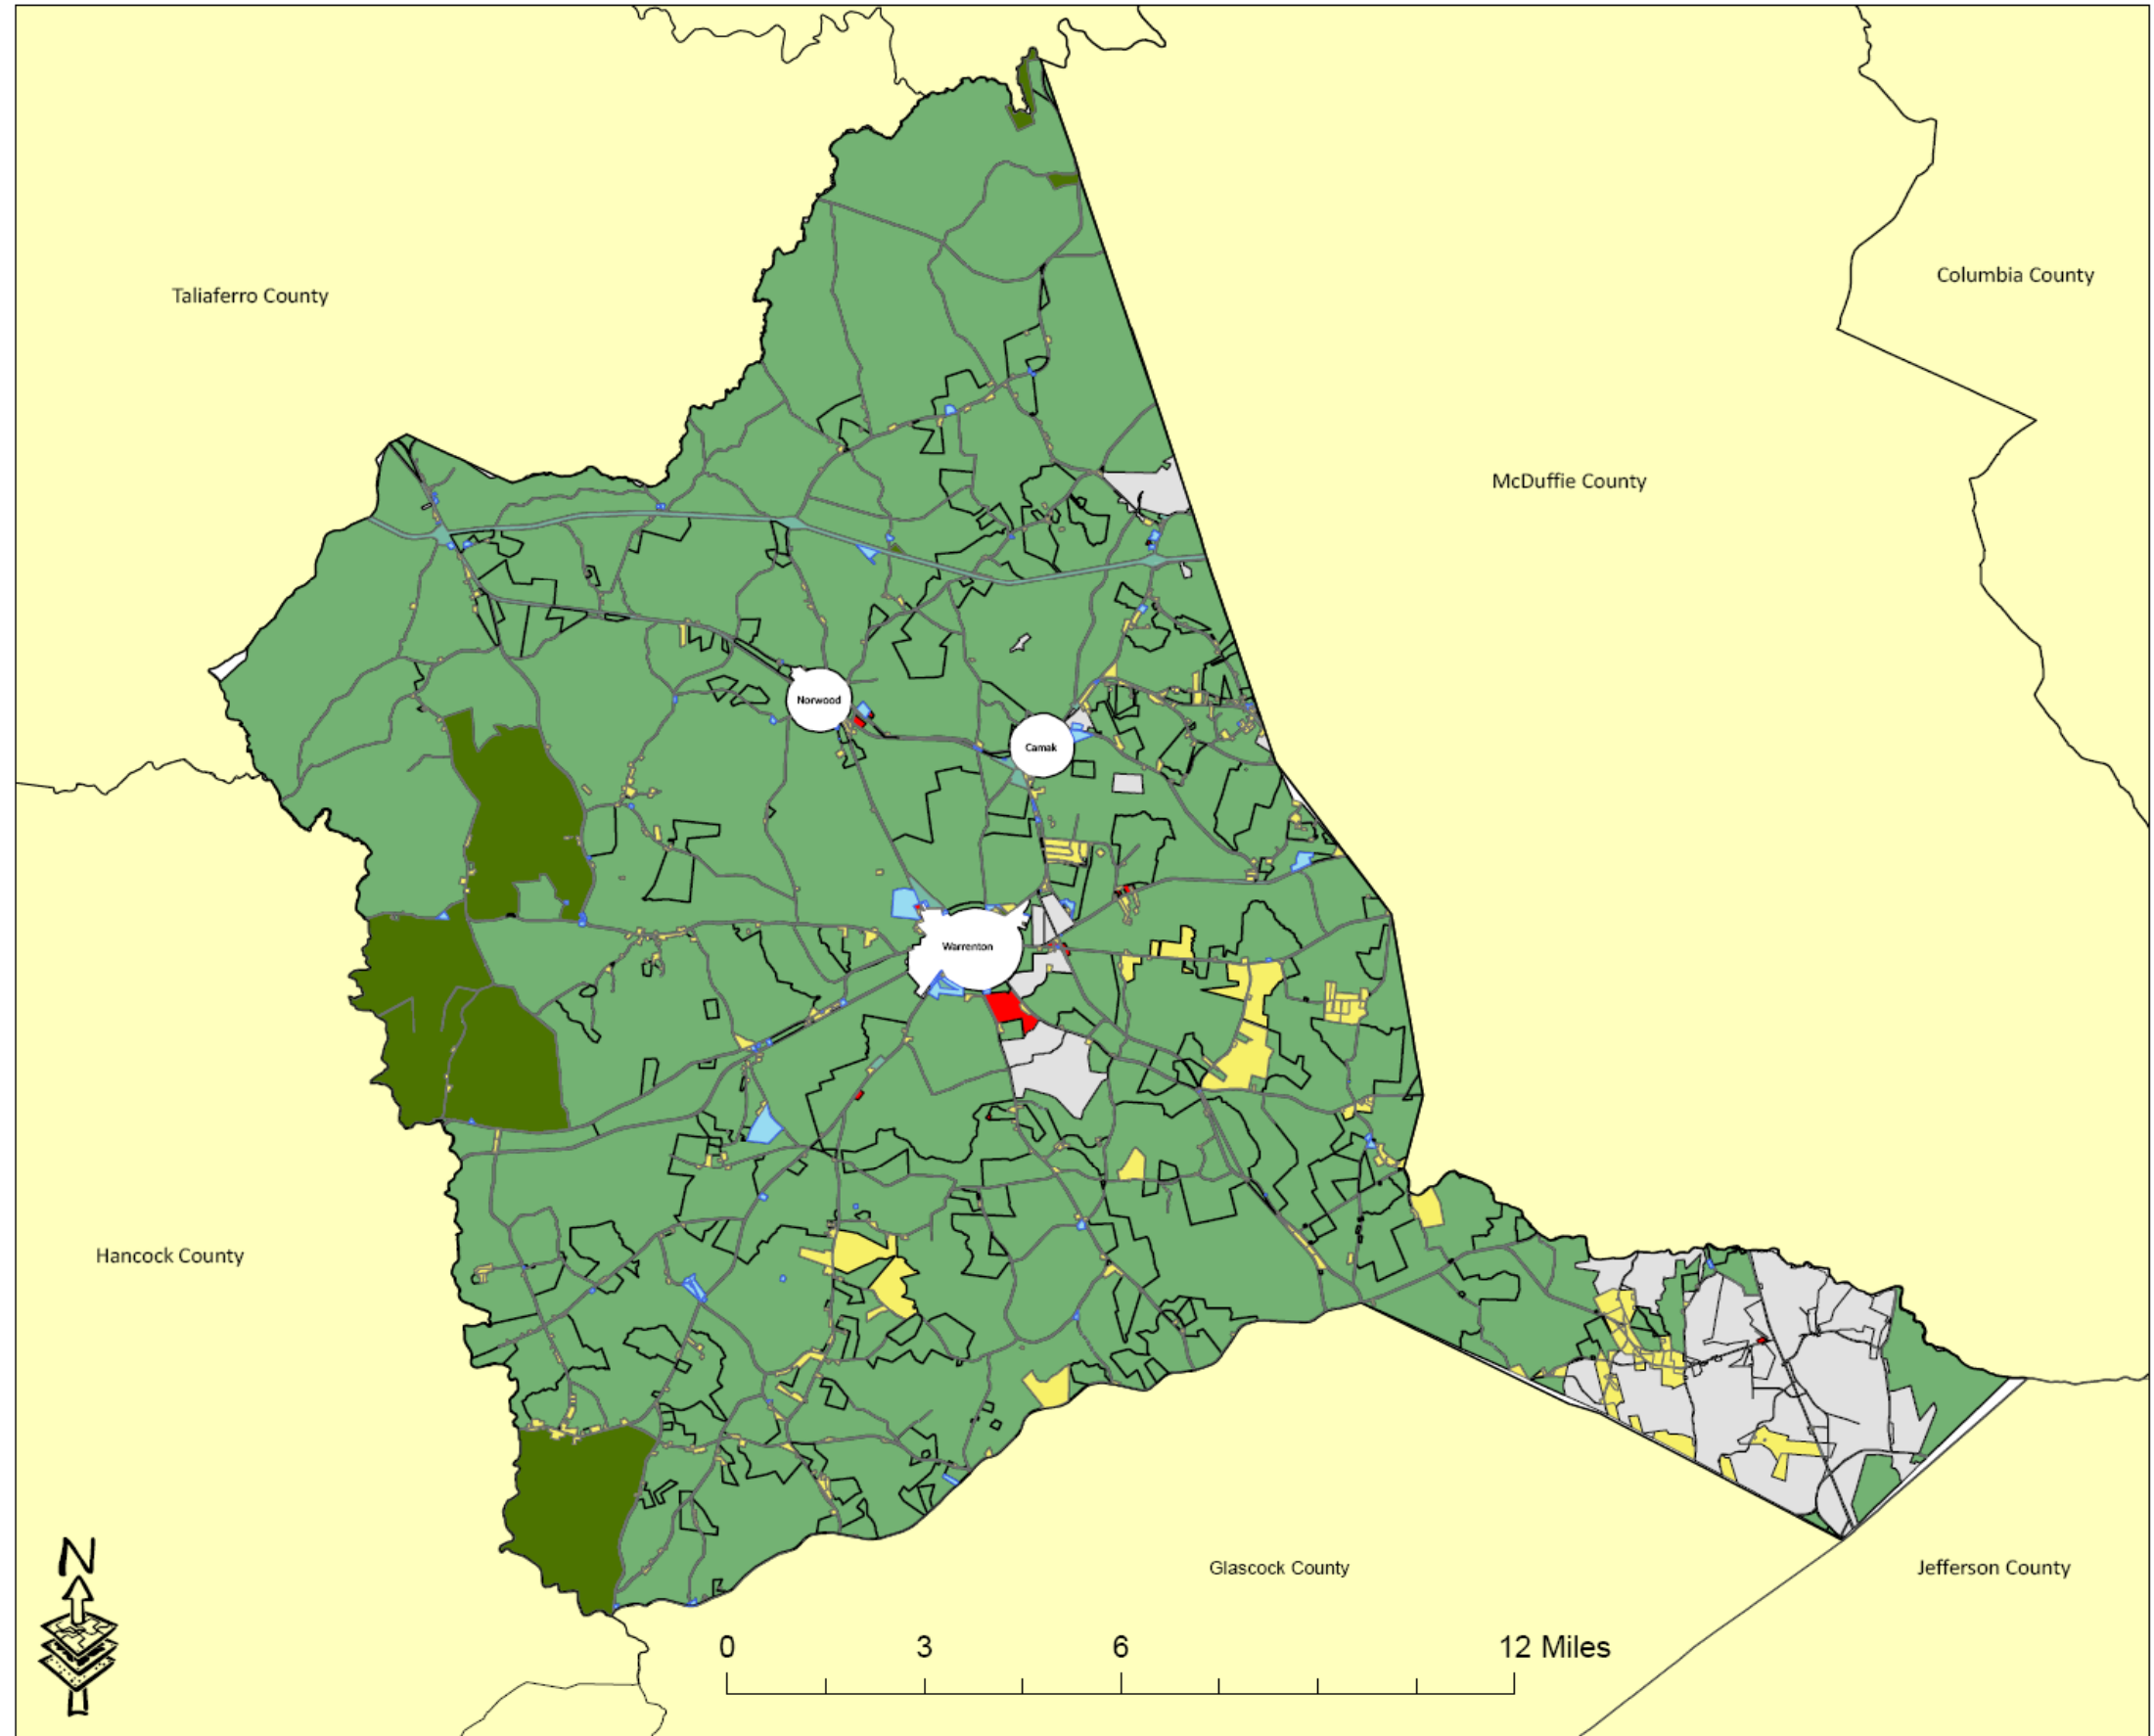 Columbia County
Taliaferro County
McDuffie County
Norwood
Camak
Warrenton
Hancock County
Glascock County
Jefferson County
N
0 3 6 12 Miles